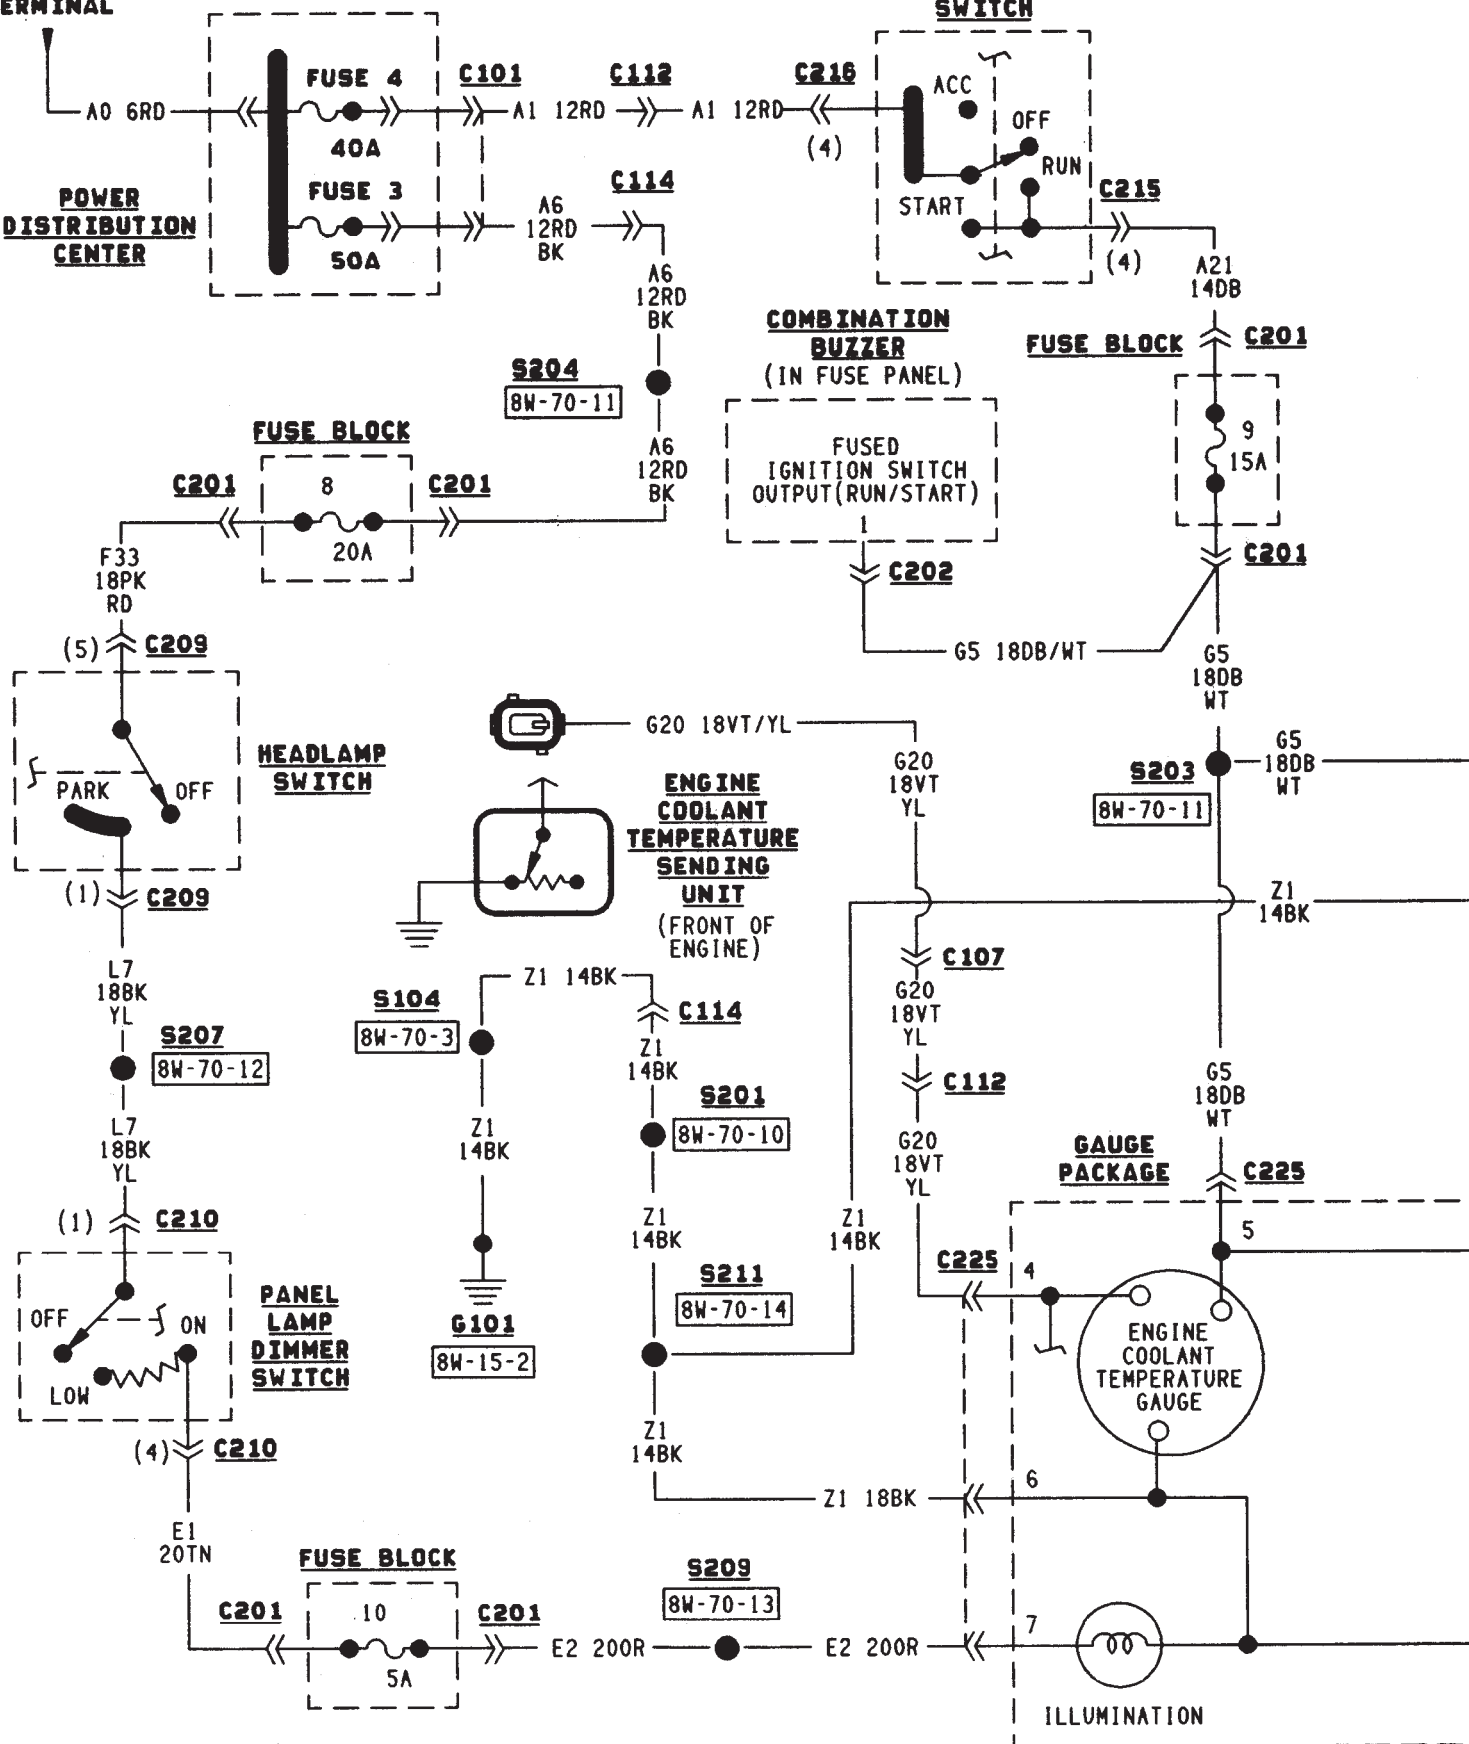 ERMINAL
SWITCH
FUSE 4
C101
C112
C216
ACC
A0 6RD
A1 12RD
A1 12RD
OFF
40A
(4)
RUN
FUSE 3
C114
START
C215
POWER
DISTRIBUTION
CENTER
A6
12RD
BK
50A
(4)
A21
14DB
A6
12RD
BK
COMBINATION
BUZZER
(IN FUSE PANEL)
FUSE BLOCK
C201
S204
8W-70-11
FUSE BLOCK
FUSED
IGNITION SWITCH
OUTPUT(RUN/START)
1
9
15A
A6
12RD
BK
C201
8
C201
20A
F33
18PK
RD
C202
C201
(5)
C209
G5 18DB/WT
G5
18DB
WT
G20 18VT/YL
HEADLAMP
SWITCH
PARK
OFF
ENGINE
COOLANT
TEMPERATURE
SENDING
UNIT
(FRONT OF
ENGINE)
G20
18VT
YL
S203
8W-70-11
G5
18DB
WT
(1)
C209
Z1
14BK
L7
18BK
YL
Z1 14BK
C107
S104
8W-70-3
C114
G20
18VT
YL
S207
8W-70-12
Z1
14BK
C112
G5
18DB
WT
S201
8W-70-10
L7
18BK
YL
Z1
14BK
G20
18VT
YL
GAUGE
PACKAGE
C225
(1)
C210
Z1
14BK
Z1
14BK
5
C225
4
S211
8W-70-14
OFF
ON
LOW
PANEL
LAMP
DIMMER
SWITCH
G101
8W-15-2
ENGINE
COOLANT
TEMPERATURE
GAUGE
(4)
C210
Z1
14BK
6
Z1 18BK
E1
20TN
FUSE BLOCK
S209
8W-70-13
C201
10
C201
7
5A
E2 200R
E2 200R
ILLUMINATION